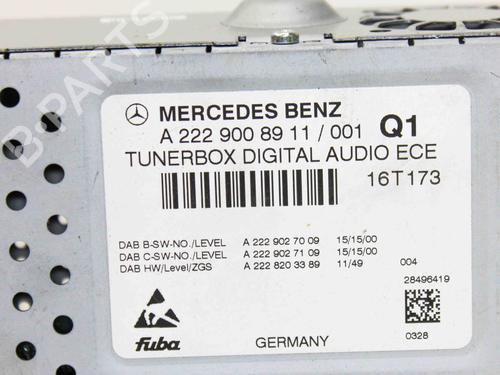 B-PARTS
MERCEDES BENZ
A 222 900 89 11 / 001 Q1
TUNERBOX DIGITAL AUDIO ECE
16T173
DAB B-SW-NO./LEVEL A 222 902 70 09 15/15/00
DAB C-SW-NO./LEVEL A 222 902 71 09 15/15/00
DAB HW/Level/ZGS A 222 820 33 89 11/49 004
28496419
fuba GERMANY 0328